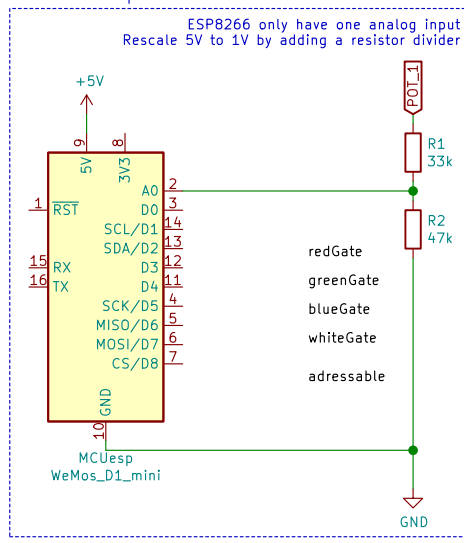 ESP8266 only have one analog input
Rescale 5V to 1V by adding a resistor divider
+5V
POT_1
9
8
5V
3V3
R1
33k
A0
2
1
RST
D0
3
SCL/D1
14
R2
47k
SDA/D2
13
redGate
15
RX
D3
12
16
TX
D4
11
greenGate
SCK/D5
4
blueGate
MISO/D6
5
MOSI/D7
6
whiteGate
CS/D8
7
adressable
GND
10
MCUesp
WeMos_D1_mini
GND